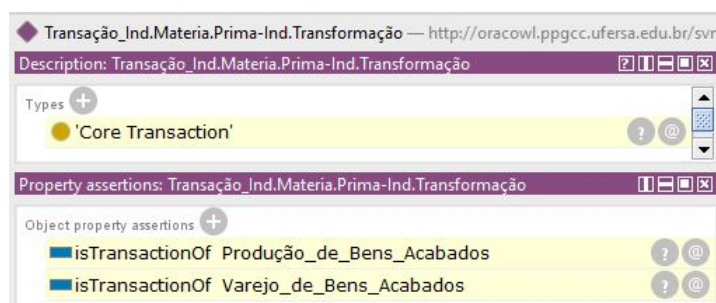 Transação_Ind.Materia.Prima-Ind.Transformação — http://oracowl.ppgcc.ufersa.edu.br/svr
Description: Transação_Ind.Materia.Prima-Ind.Transformação
Types
'Core Transaction'
Property assertions: Transação_Ind.Materia.Prima-Ind.Transformação
Object property assertions
isTransactionOf Produção_de_Bens_Acabados
isTransactionOf Varejo_de_Bens_Acabados